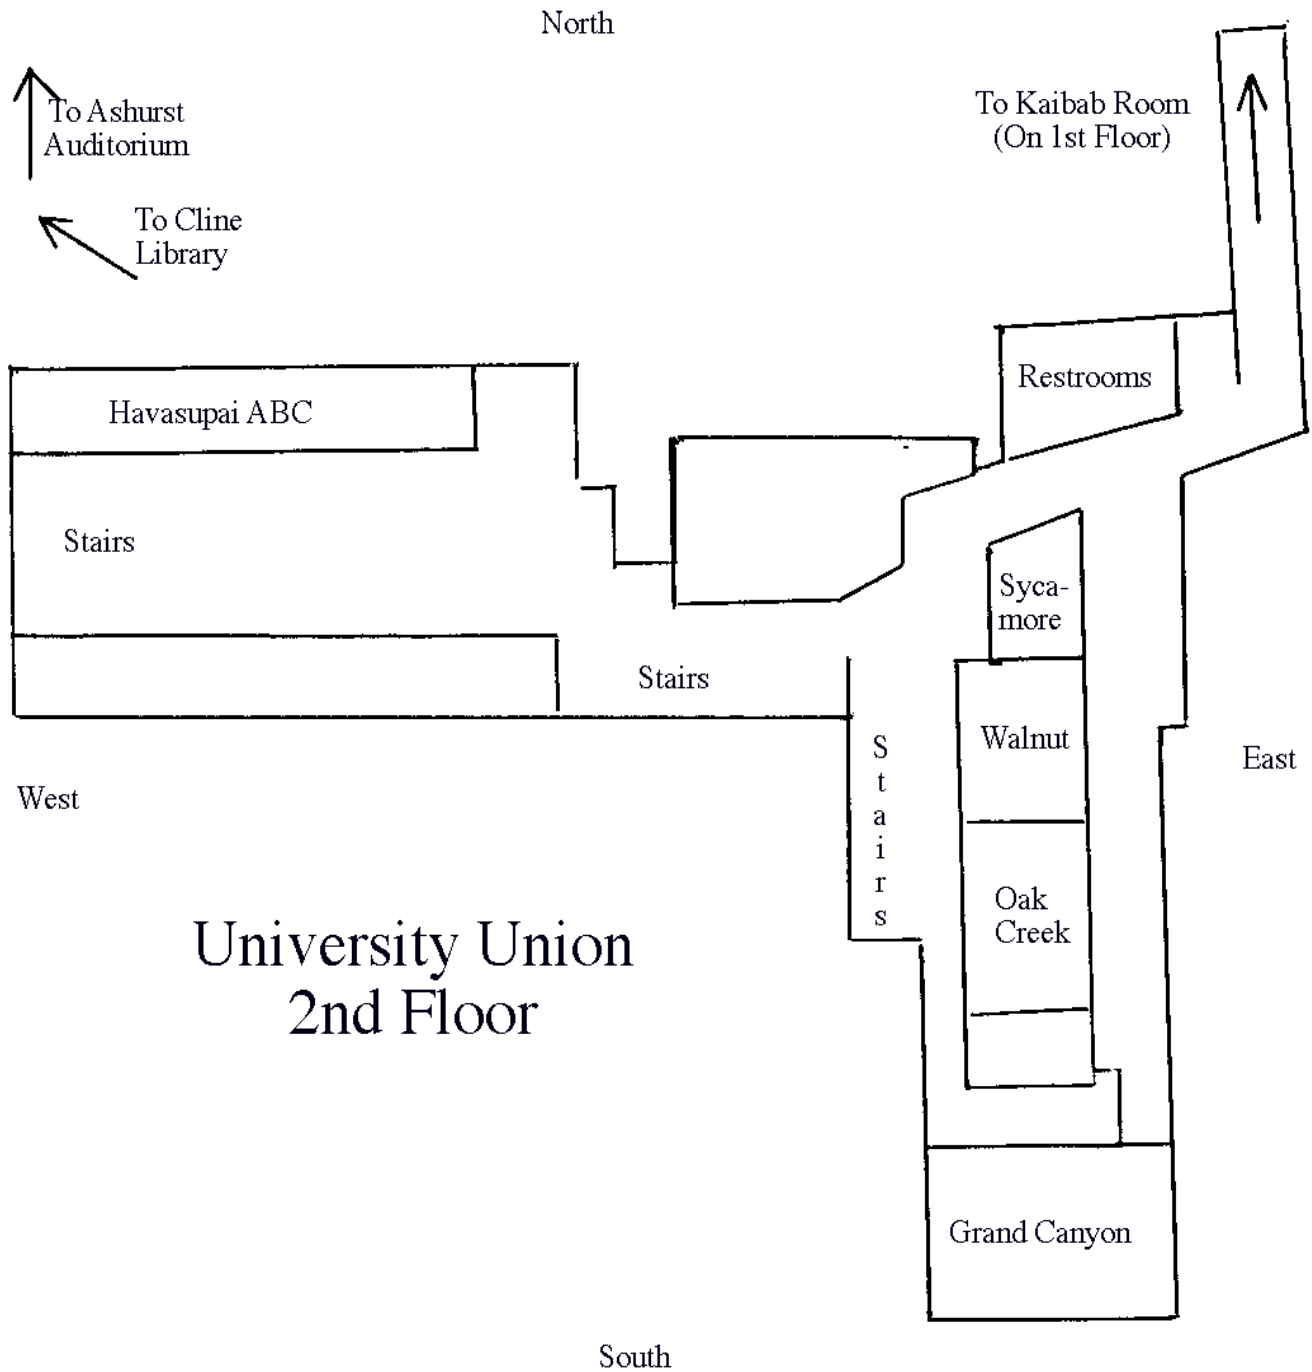 North
To Ashurst
Auditorium
To Kaibab Room
(On 1st Floor)
To Cline
Library
Restrooms
Havasupai ABC
Stairs
Syca-
more
Stairs
Walnut
Stairs
East
West
Oak
Creek
University Union
2nd Floor
Grand Canyon
South